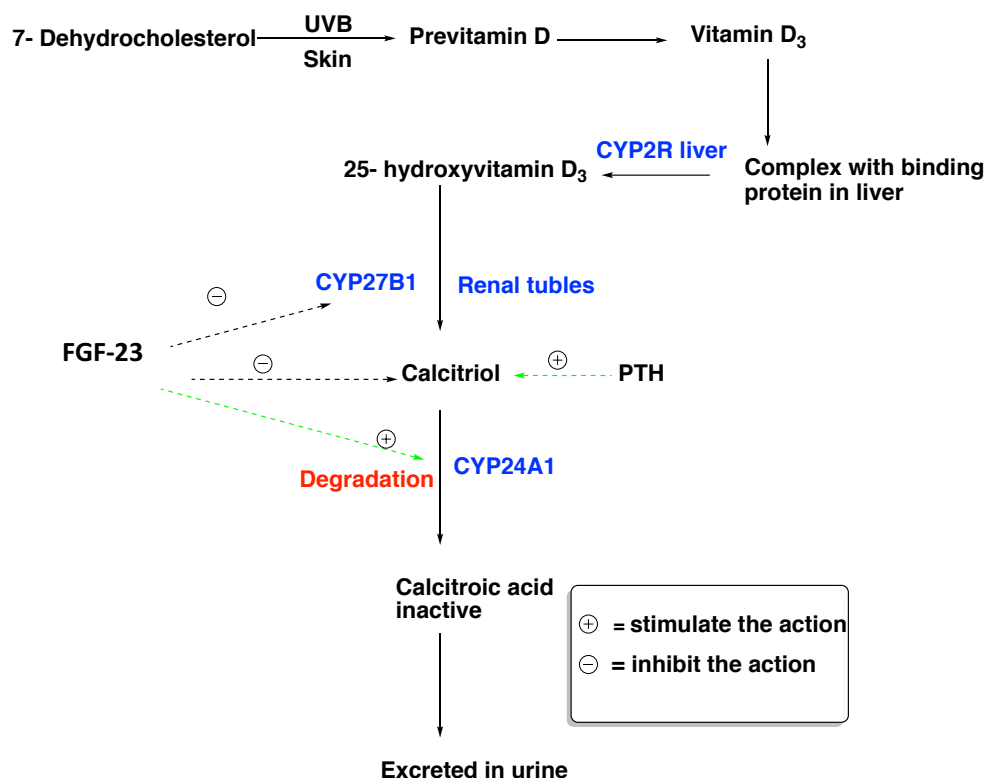 7- Dehydrocholesterol
UVB
Skin
Previtamin D
Vitamin D3
CYP2R liver
25- hydroxyvitamin D3
Complex with binding
protein in liver
CYP27B1
Renal tubles
−
FGF-23
−
Calcitriol
+
PTH
+
CYP24A1
Degradation
Calcitroic acid
inactive
+ = stimulate the action
− = inhibit the action
Excreted in urine